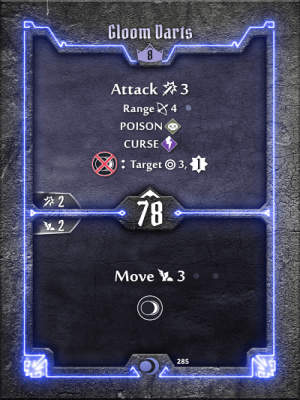 Gloom Darts
8
Attack 3
Range 4
POISON
CURSE
: Target 3, 1
2
2
78
Move 3
285